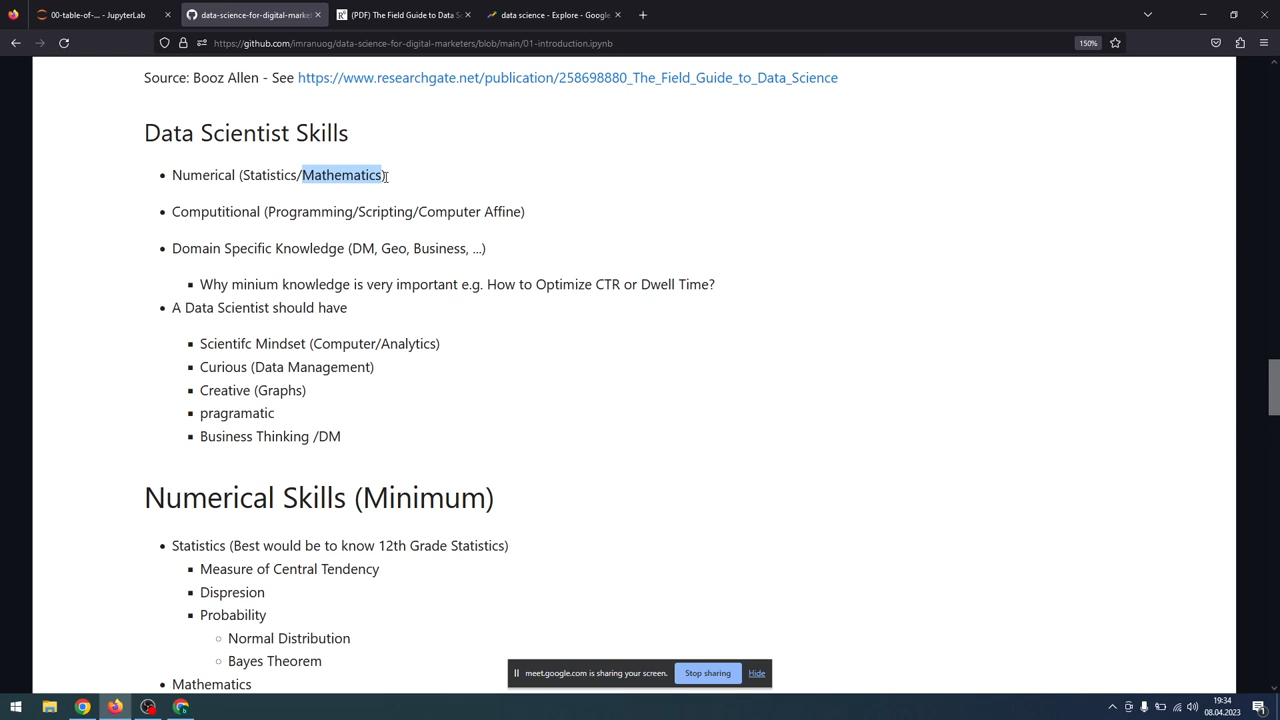 00-table-of-... - JupyterLab
data-science-for-digital-market
(PDF) The Field Guide to Data S
data science - Explore - Google
https://github.com/imranuog/data-science-for-digital-marketers/blob/main/01-introduction.ipynb
150%
Source: Booz Allen - See https://www.researchgate.net/publication/258698880_The_Field_Guide_to_Data_Science
Data Scientist Skills
Numerical (Statistics/Mathematics)
Computitional (Programming/Scripting/Computer Affine)
Domain Specific Knowledge (DM, Geo, Business, ...)
Why minium knowledge is very important e.g. How to Optimize CTR or Dwell Time?
A Data Scientist should have
Scientifc Mindset (Computer/Analytics)
Curious (Data Management)
Creative (Graphs)
pragramatic
Business Thinking /DM
Numerical Skills (Minimum)
Statistics (Best would be to know 12th Grade Statistics)
Measure of Central Tendency
Dispresion
Probability
Normal Distribution
Bayes Theorem
Mathematics
meet.google.com is sharing your screen.
Stop sharing
Hide
19:34
08.04.2023